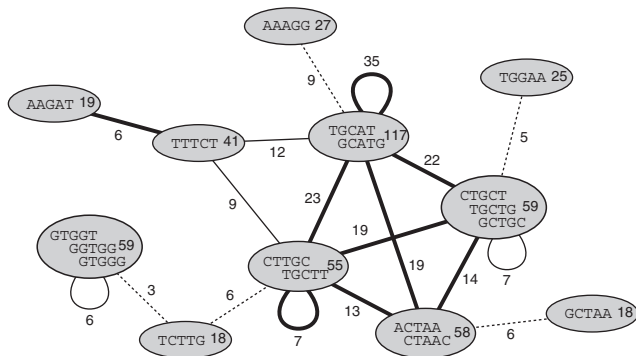 AAAGG 27
35
9
TGGAA 25
AAGAT 19
6
TTTCT 41
12
TGCAT 117
GCATG
5
22
CTGCT 59
TGCTG
GCTGC
23
9
19
GTGGT 59
GGTGG
GTGGG
CTTGC 55
TGCTT
19
14
7
6
3
6
13
7
TCTTG 18
ACTAA 58
CTAAC
6
GCTAA 18